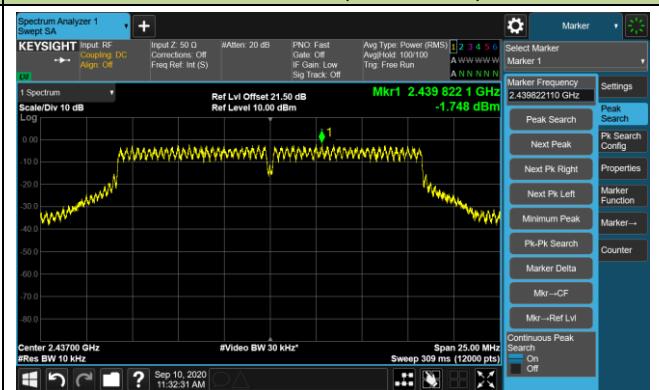 Spectrum Analyzer 1
Swept SA
Marker
KEYSIGHT
Input: RF
Coupling: DC
Align: Off
Input Z: 50 Ω
Corrections: Off
Freq Ref: Int (S)
#Atten: 20 dB
PNO: Fast
Gate: Off
IF Gain: Low
Sig Track: Off
Avg Type: Power (RMS)
Avg|Hold: 100/100
Trig: Free Run
1 2 3 4 5 6
A W W W W W
A N N N N N
Select Marker
Marker 1
LXI
1 Spectrum
Scale/Div 10 dB
Log
Ref Lvl Offset 21.50 dB
Ref Level 10.00 dBm
Mkr1 2.439 822 1 GHz
-1.748 dBm
1
0.00
-10.0
-20.0
-30.0
-40.0
-50.0
-60.0
-70.0
-80.0
Center 2.43700 GHz
#Res BW 10 kHz
#Video BW 30 kHz*
Span 25.00 MHz
Sweep 309 ms (12000 pts)
Marker Frequency
2.439822110 GHz
Peak Search
Next Peak
Next Pk Right
Next Pk Left
Minimum Peak
Pk-Pk Search
Marker Delta
Mkr→CF
Mkr→Ref Lvl
Continuous Peak
Search
On
Off
Settings
Peak
Search
Pk Search
Config
Properties
Marker
Function
Marker→
Counter
Sep 10, 2020
11:32:31 AM